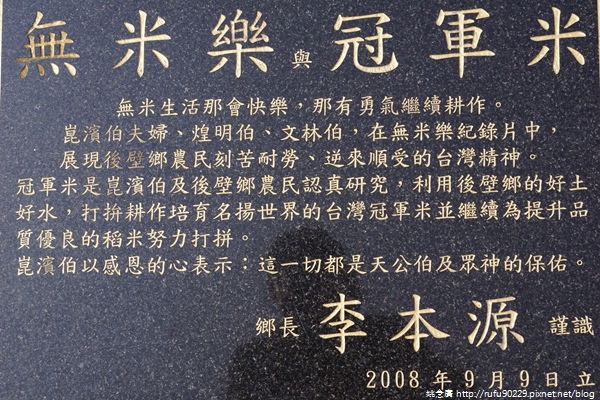 無米樂與冠軍米
無米生活那會快樂，那有勇氣繼續耕作。
崑濱伯夫婦、煌明伯、文林伯，在無米樂紀錄片中，
展現後壁鄉農民刻苦耐勞、逆來順受的台灣精神。
冠軍米是崑濱伯及後壁鄉農民認真研究，利用後壁鄉的好土
好水，打拚耕作培育名揚世界的台灣冠軍米並繼續為提升品
質優良的稻米努力打拼。
崑濱伯以感恩的心表示：這一切都是天公伯及眾神的保佑。
鄉長 李本源 謹識
2008 年 9 月 9 日 立
姚念廣 http://rufu90229.pixnet.net/blog